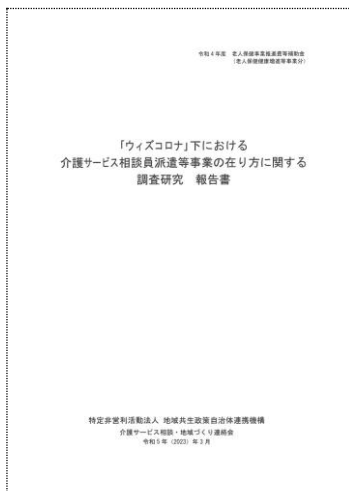 令和４年度 老人保健事業推進費等補助金
(老人保健健康増進等事業分)
「ウィズコロナ」下における
介護サービス相談員派遣等事業の在り方に関する
調査研究　報告書
特定非営利活動法人 地域共生政策自治体連携機構
介護サービス相談・地域づくり連絡会
令和５年（2023）年３月